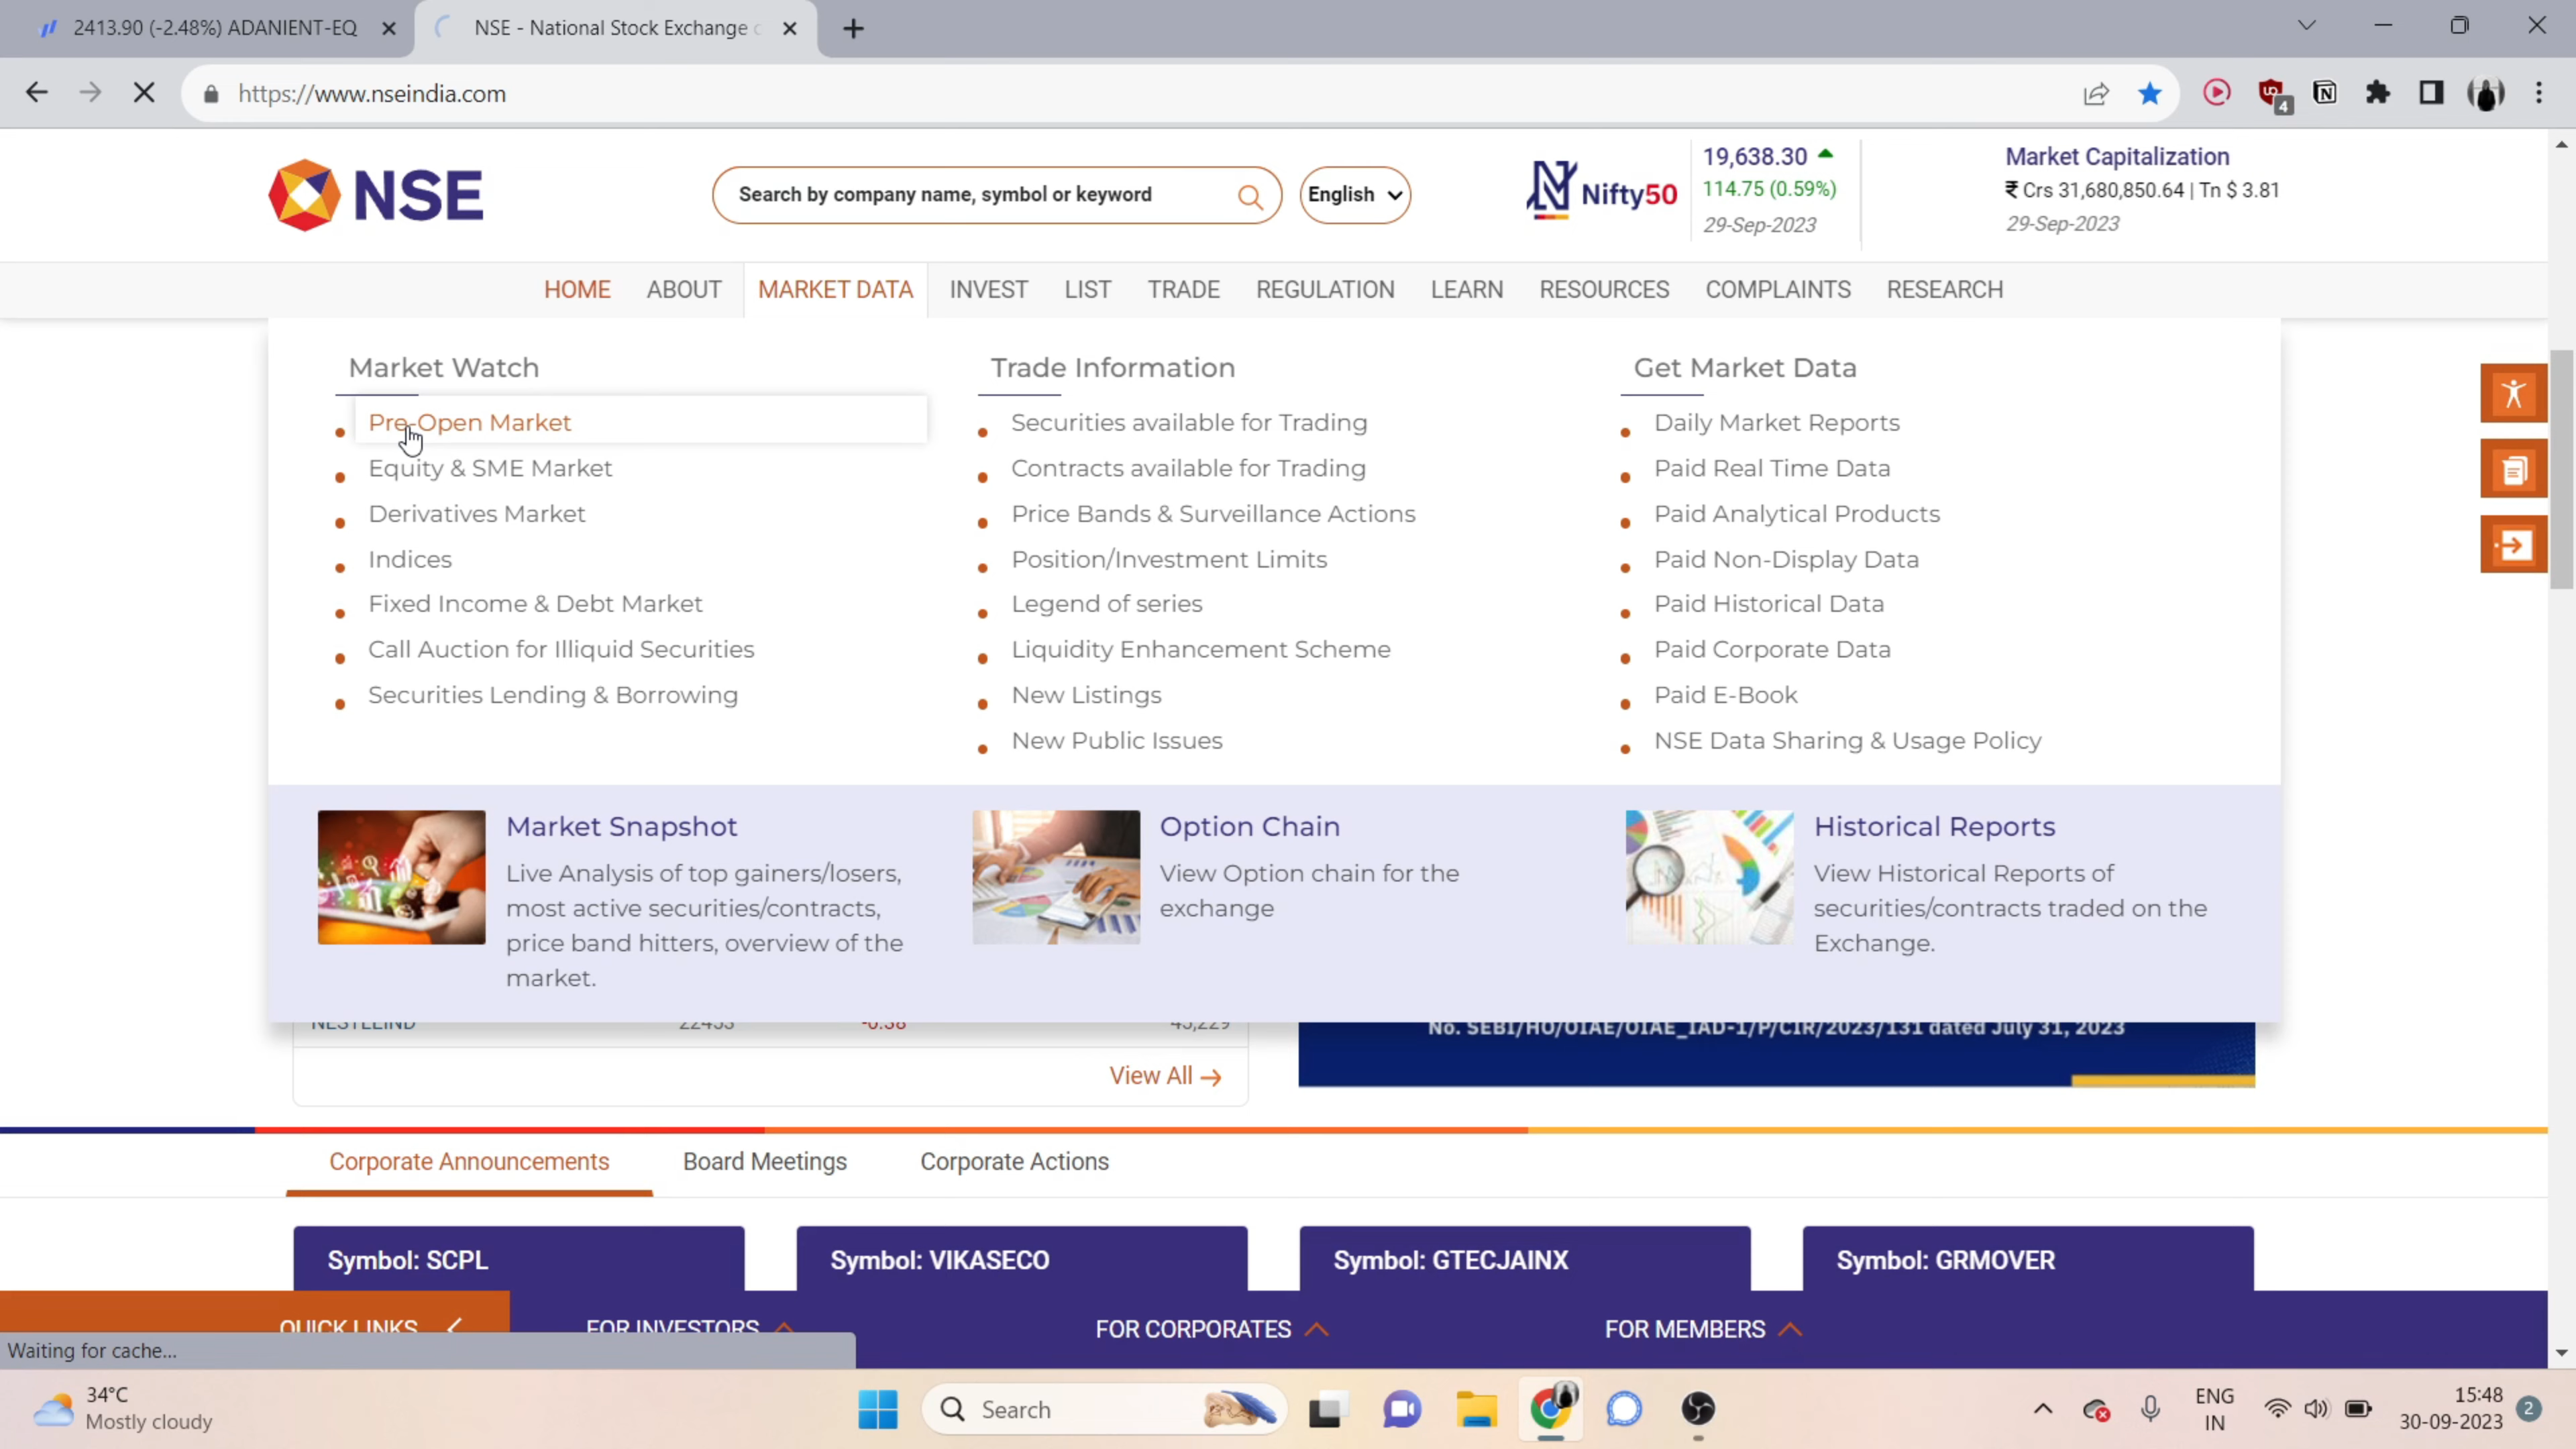 2413.90 (-2.48%) ADANIENT-EQ
NSE - National Stock Exchange
https://www.nseindia.com
4
NSE
Search by company name, symbol or keyword
English
Nifty50
19,638.30
114.75 (0.59%)
29-Sep-2023
Market Capitalization
₹ Crs 31,680,850.64 | Tn $ 3.81
29-Sep-2023
HOME ABOUT MARKET DATA INVEST LIST TRADE REGULATION LEARN RESOURCES COMPLAINTS RESEARCH
Market Watch
Pre-Open Market
Equity & SME Market
Derivatives Market
Indices
Fixed Income & Debt Market
Call Auction for Illiquid Securities
Securities Lending & Borrowing
Trade Information
Securities available for Trading
Contracts available for Trading
Price Bands & Surveillance Actions
Position/Investment Limits
Legend of series
Liquidity Enhancement Scheme
New Listings
New Public Issues
Get Market Data
Daily Market Reports
Paid Real Time Data
Paid Analytical Products
Paid Non-Display Data
Paid Historical Data
Paid Corporate Data
Paid E-Book
NSE Data Sharing & Usage Policy
Market Snapshot
Live Analysis of top gainers/losers,
most active securities/contracts,
price band hitters, overview of the
market.
Option Chain
View Option chain for the
exchange
Historical Reports
View Historical Reports of
securities/contracts traded on the
Exchange.
NESTLEIND
No. SEBI/HO/OIAE/OIAE_IAD-1/P/CIR/2023/131 dated July 31, 2023
View All
Corporate Announcements Board Meetings Corporate Actions
Symbol: SCPL Symbol: VIKASECO Symbol: GTECJAINX Symbol: GRMOVER
QUICK LINKS FOR INVESTORS FOR CORPORATES FOR MEMBERS
Waiting for cache...
34°C
Mostly cloudy
Search
ENG
IN
15:48
30-09-2023
2